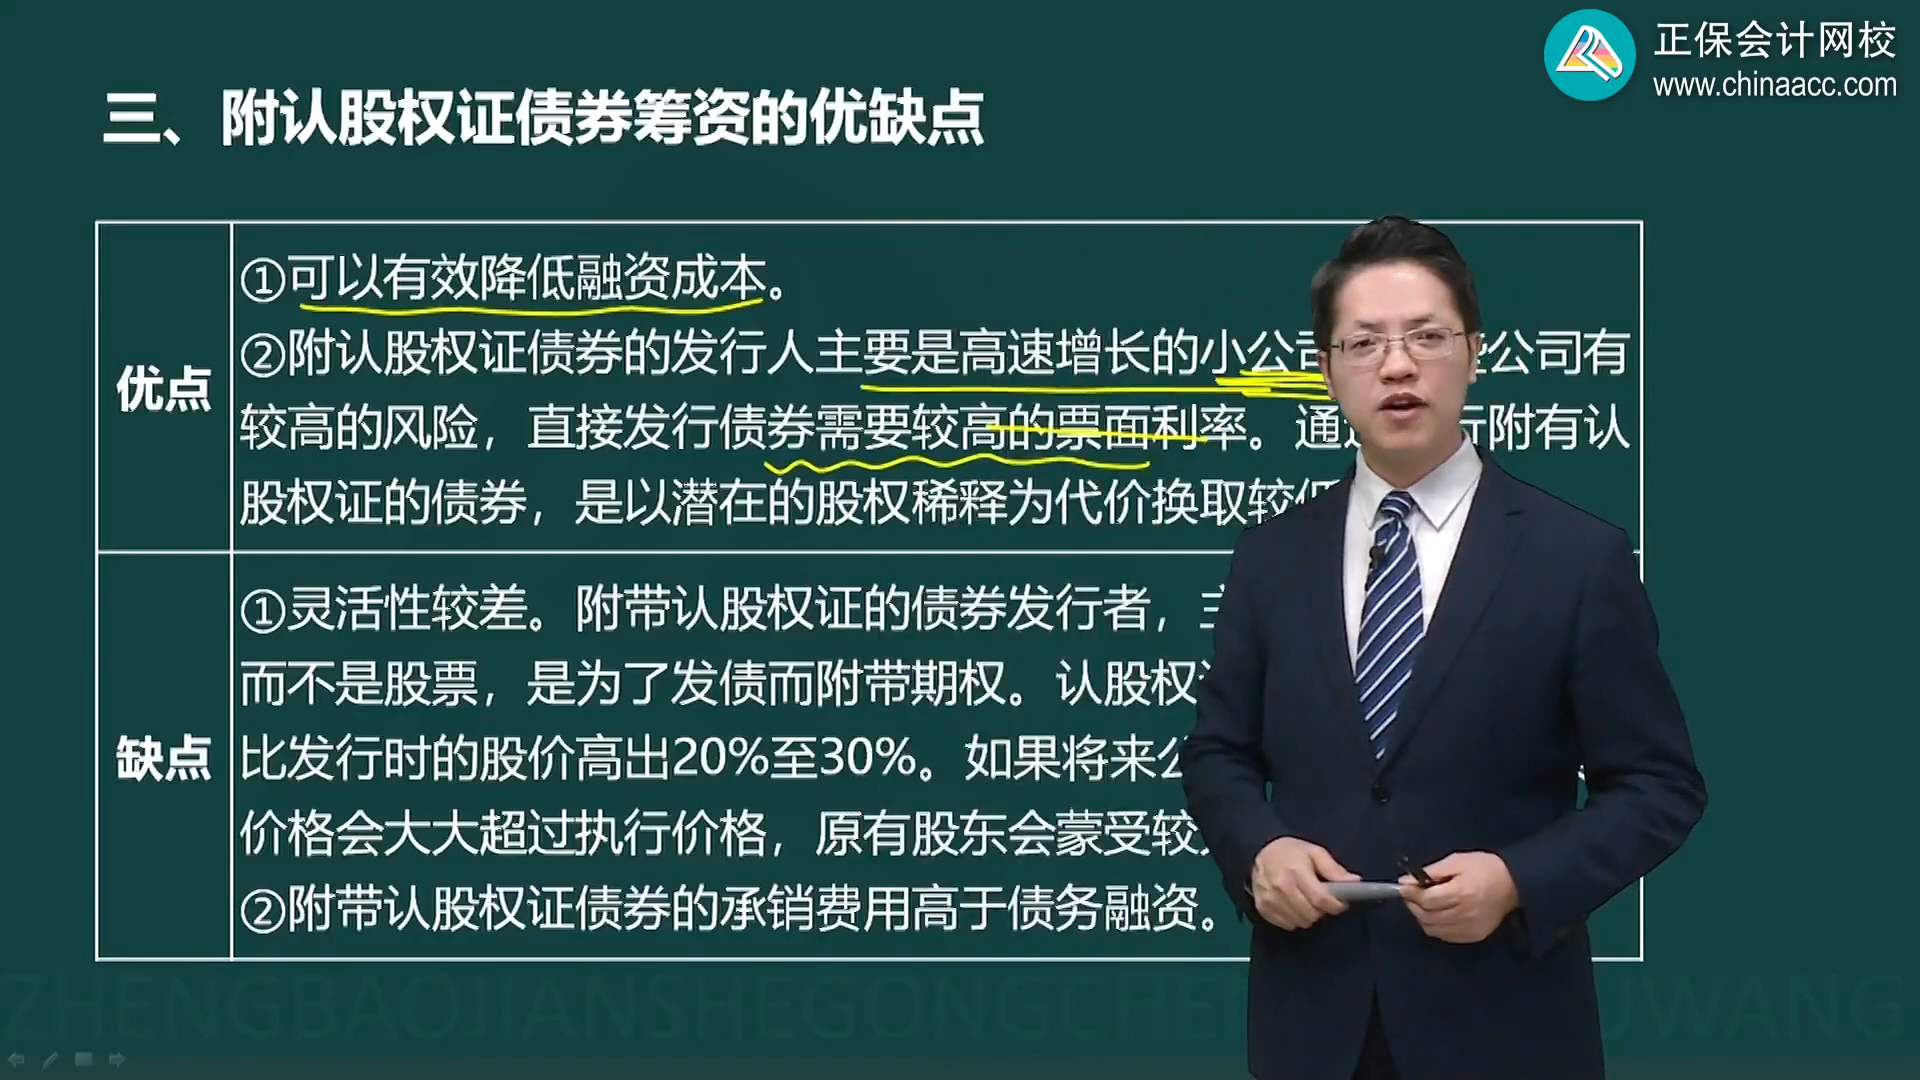 正保会计网校
www.chinaacc.com
三、附认股权证债券筹资的优缺点
优点
①可以有效降低融资成本。
②附认股权证债券的发行人主要是高速增长的小公司 公司有
较高的风险，直接发行债券需要较高的票面利率。通 附有认
股权证的债券，是以潜在的股权稀释为代价换取较
缺点
①灵活性较差。附带认股权证的债券发行者，
而不是股票，是为了发债而附带期权。认股权
比发行时的股价高出20%至30%。如果将来
价格会大大超过执行价格，原有股东会蒙受较
②附带认股权证债券的承销费用高于债务融资。